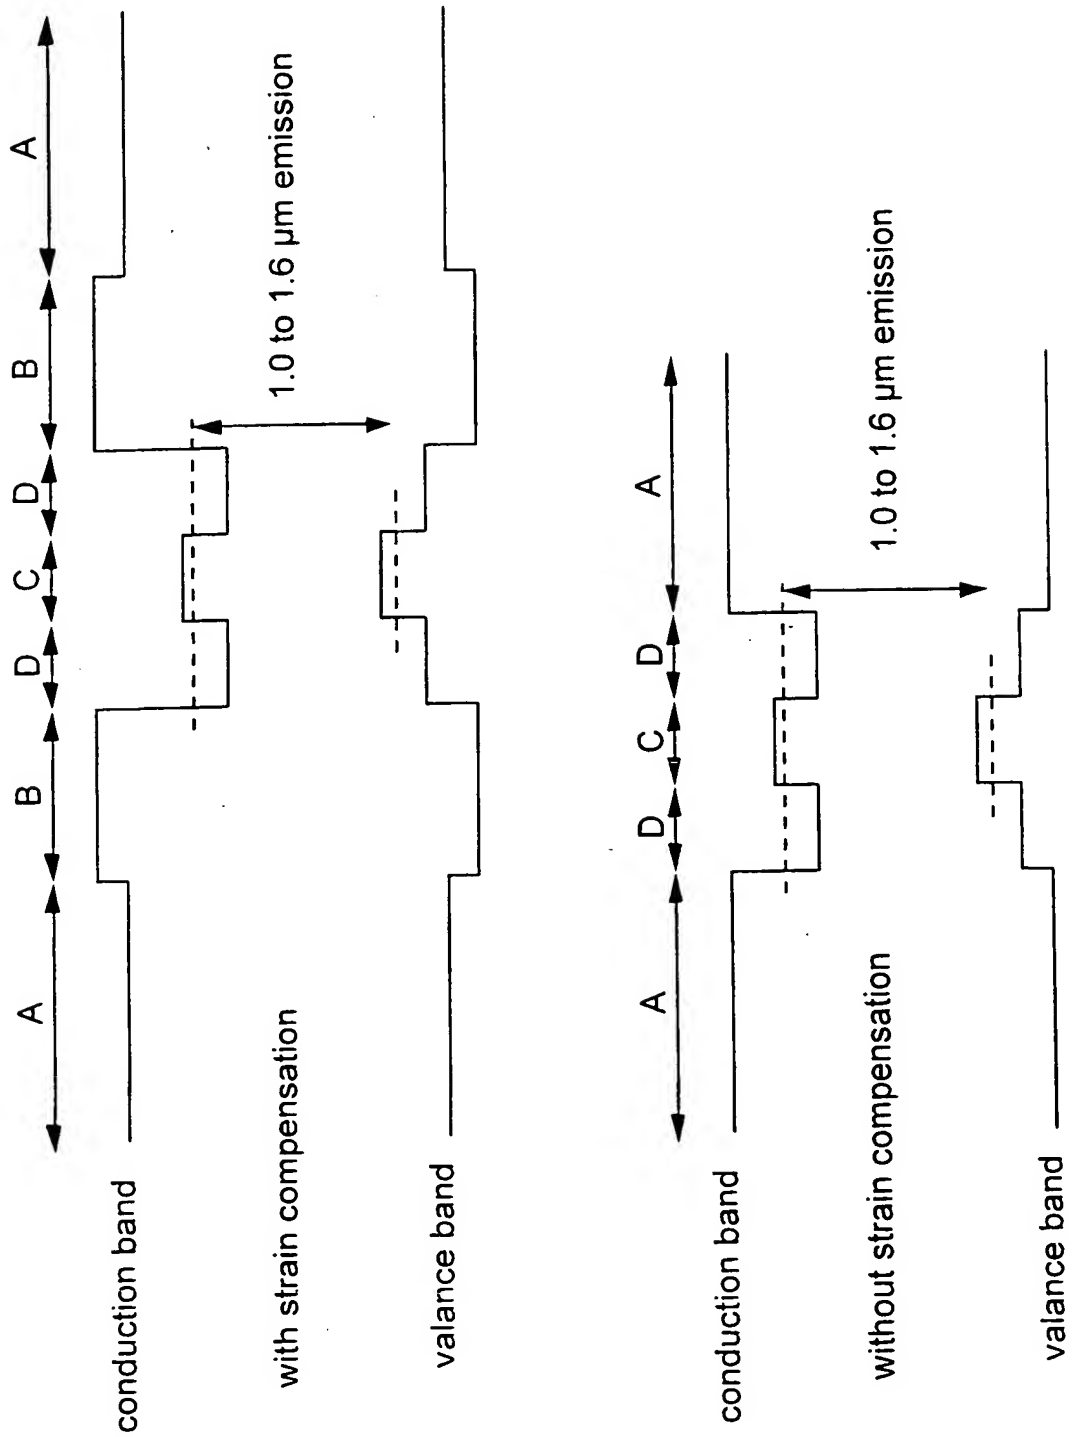 A B D C D B A
conduction band
1.0 to 1.6 µm emission
with strain compensation
valance band
A D C D A
conduction band
1.0 to 1.6 µm emission
without strain compensation
valance band